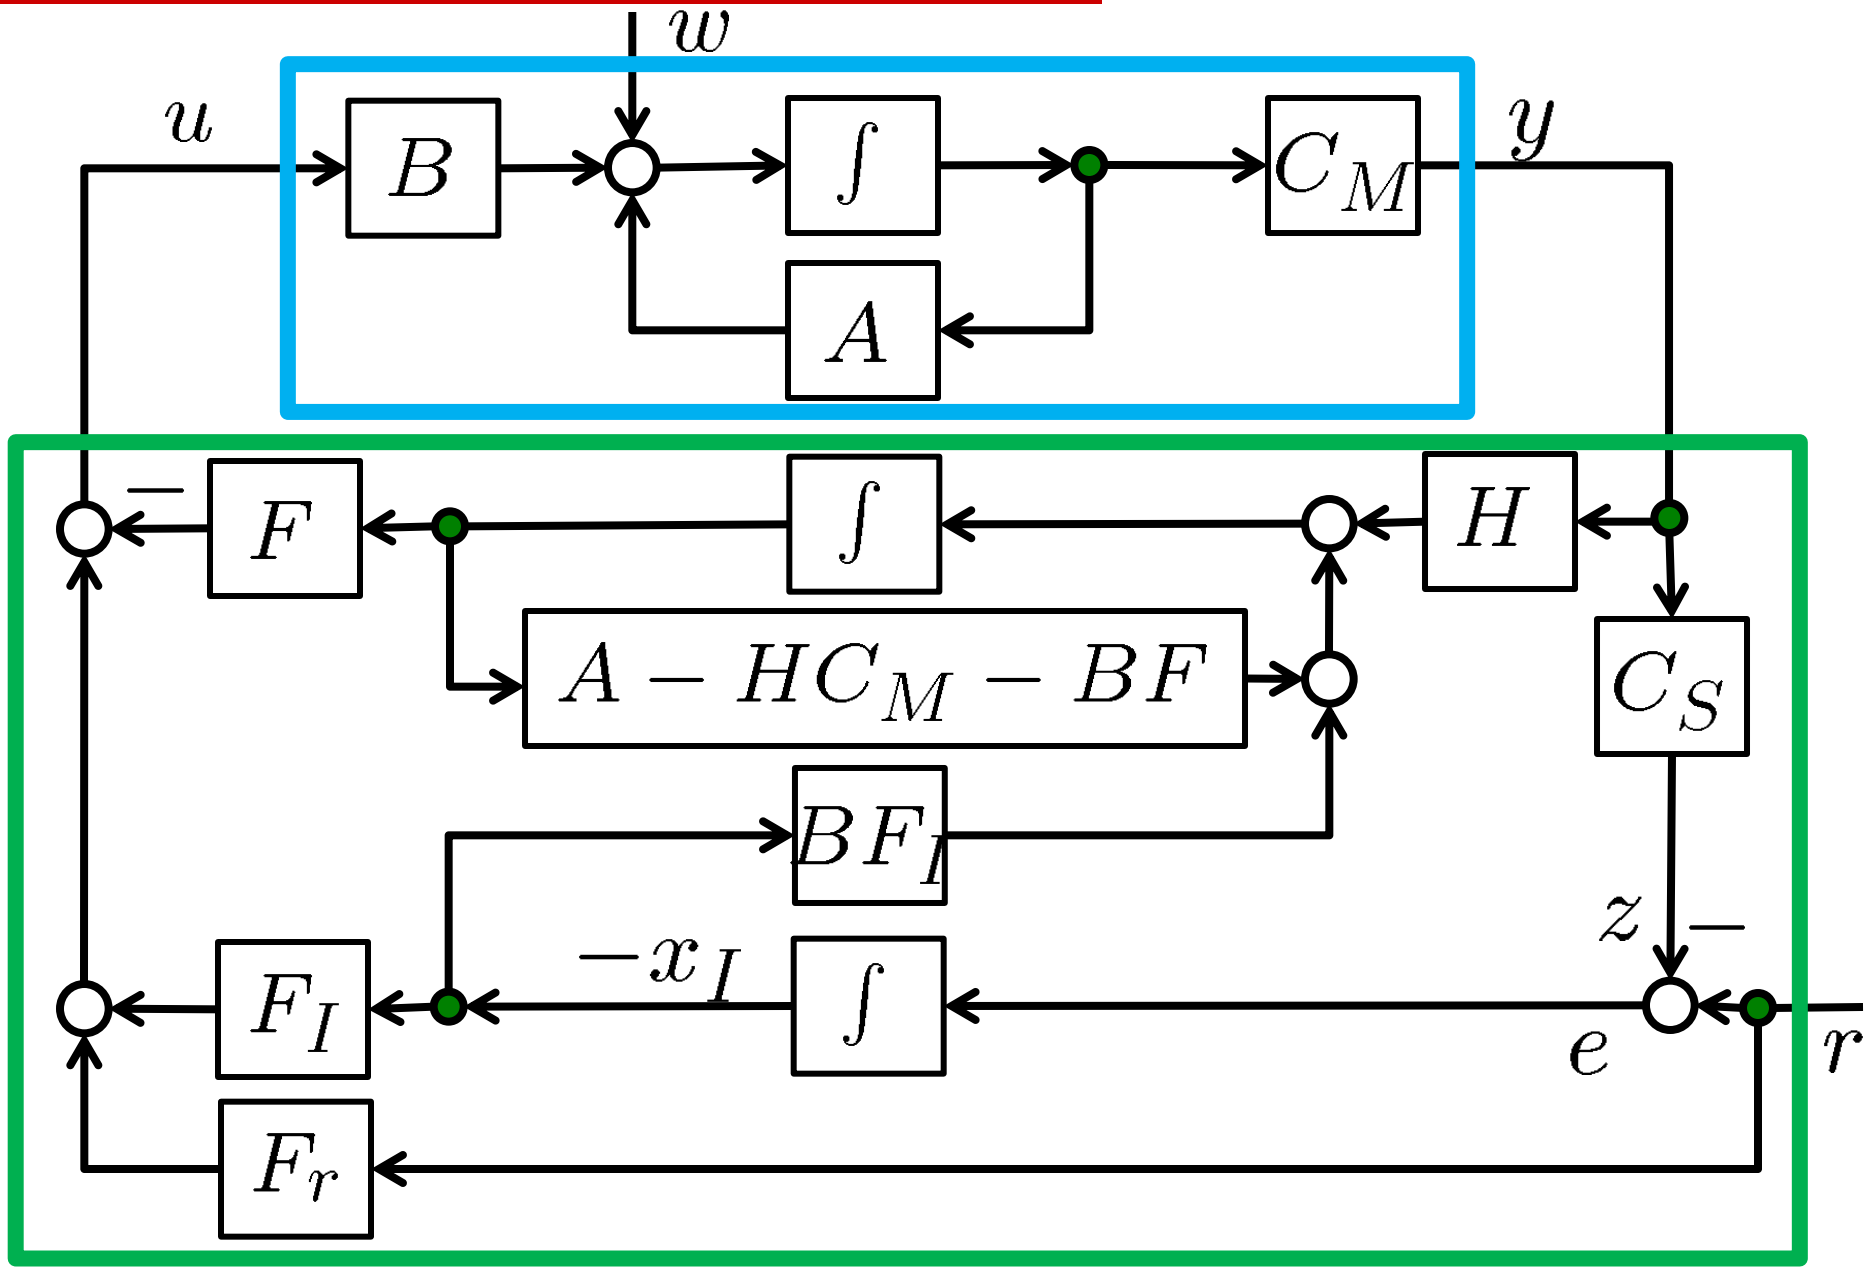 w
u
B
∫
C_M
y
A
−
F
∫
H
A − HC_M − BF
C_S
BF_I
z
−
−x_I
F_I
∫
e
r
F_r